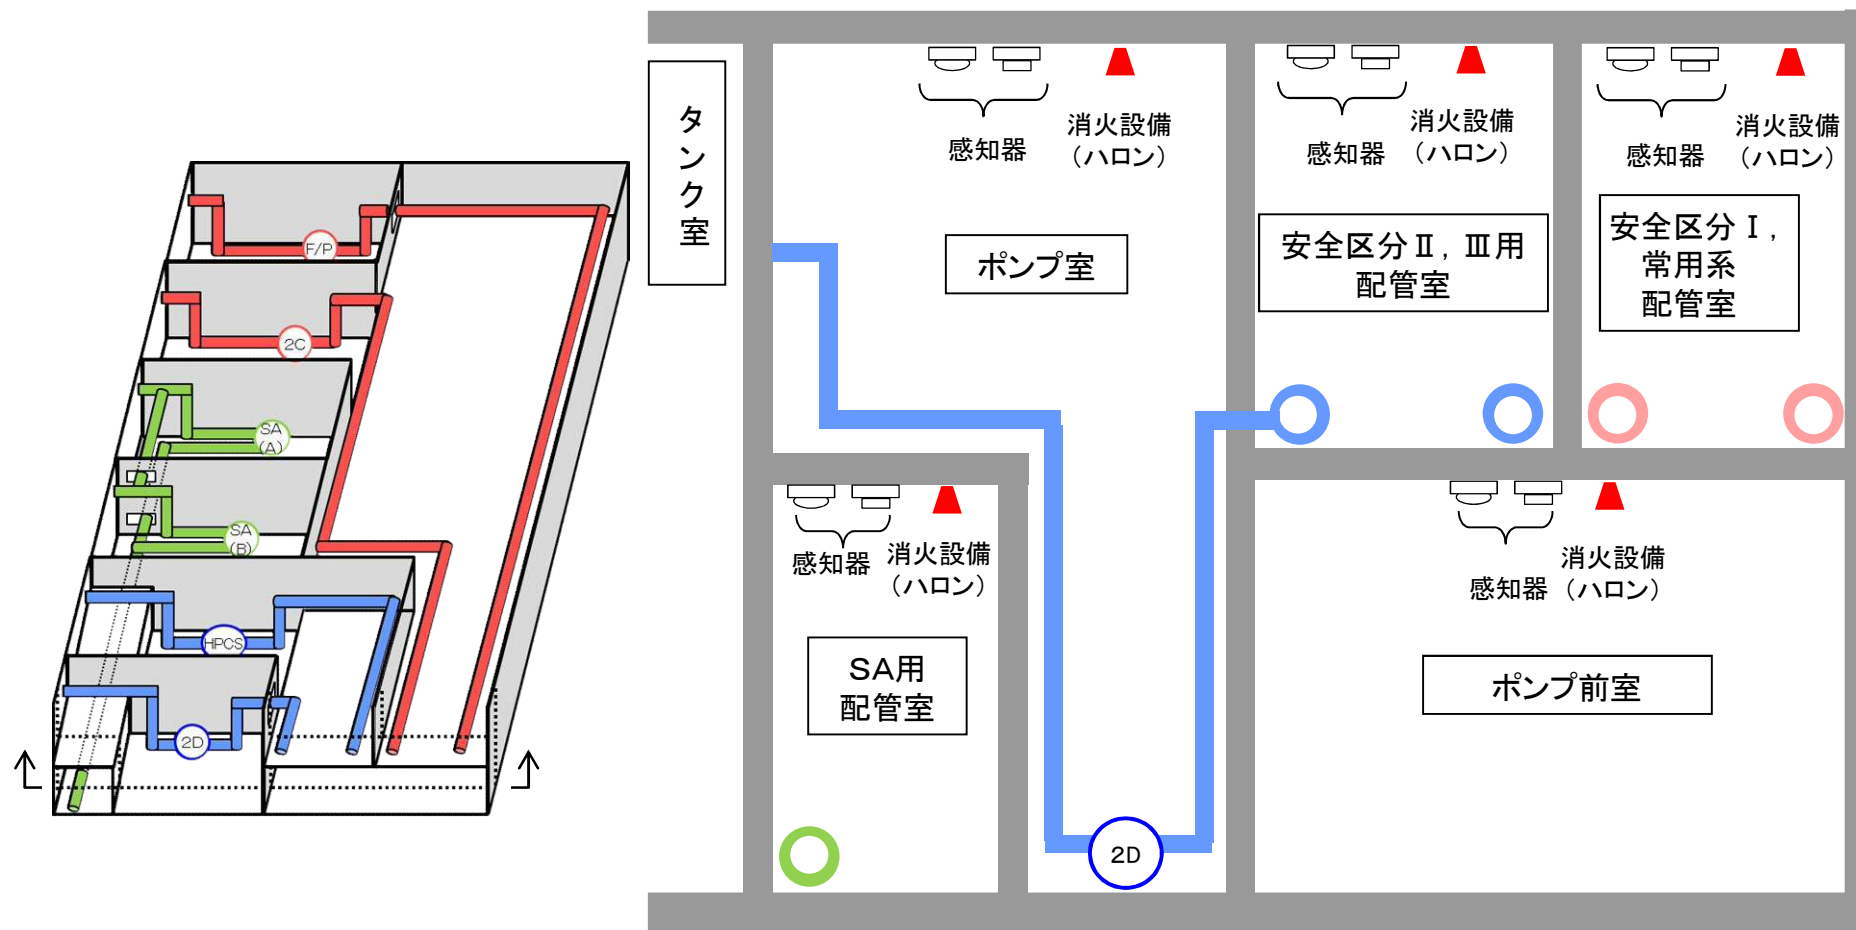 F/P
2C
SA
(A)
SA
(B)
HPCS
2D
タンク室
感知器
消火設備
（ハロン）
ポンプ室
感知器
消火設備
（ハロン）
安全区分Ⅱ，Ⅲ用
配管室
感知器
消火設備
（ハロン）
安全区分Ⅰ，
常用系
配管室
感知器
消火設備
（ハロン）
SA用
配管室
2D
感知器
消火設備
（ハロン）
ポンプ前室